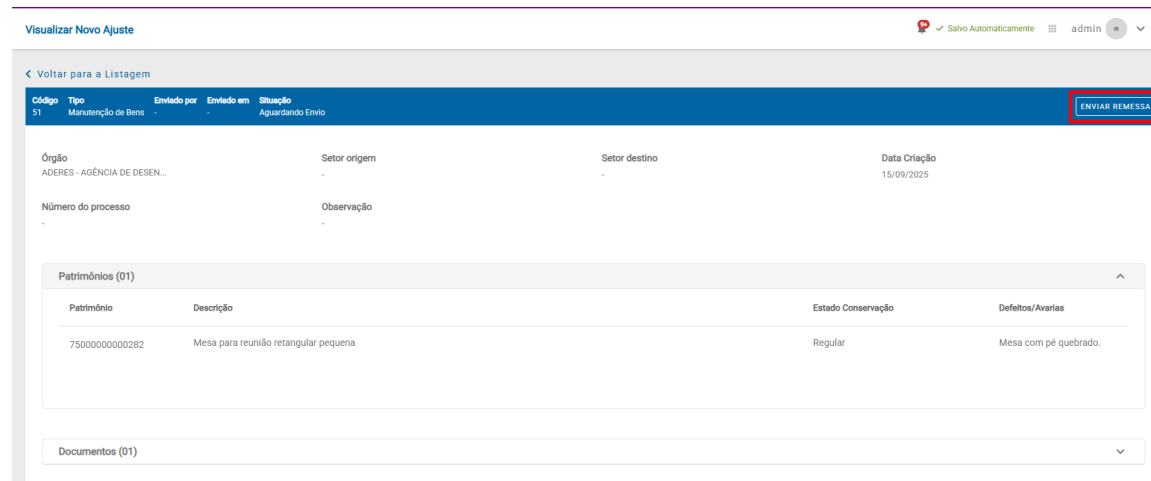 Visualizar Novo Ajuste
9+
Salvo Automaticamente
admin
Voltar para a Listagem
Código Tipo Enviado por Enviado em Situação
51 Manutenção de Bens - - Aguardando Envio
ENVIAR REMESSA
Órgão Setor origem Setor destino Data Criação
ADERES - AGÊNCIA DE DESEN... - - 15/09/2025
Número do processo Observação
- -
Patrimônios (01)
Patrimônio Descrição Estado Conservação Defeitos/Avarias
75000000000282 Mesa para reunião retangular pequena Regular Mesa com pé quebrado.
Documentos (01)